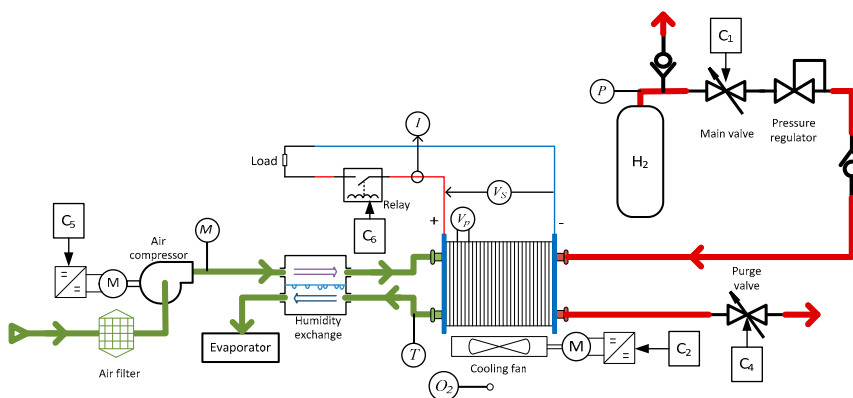 C1
P
Main valve
Pressure
regulator
H2
I
Load
Relay
VS
+
-
Vp
C6
C5
Air
compressor
M
M
Humidity
exchange
Evaporator
Air filter
T
Purge
valve
C4
M
C2
Cooling fan
O2